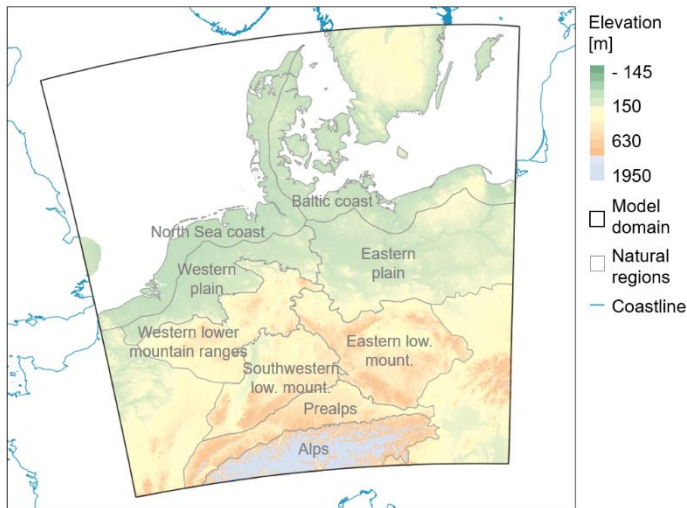 Baltic coast
North Sea coast
Western
plain
Eastern
plain
Western lower
mountain ranges
Eastern low.
mount.
Southwestern
low. mount.
Prealps
Alps
Elevation
[m]
- 145
150
630
1950
Model
domain
Natural
regions
Coastline